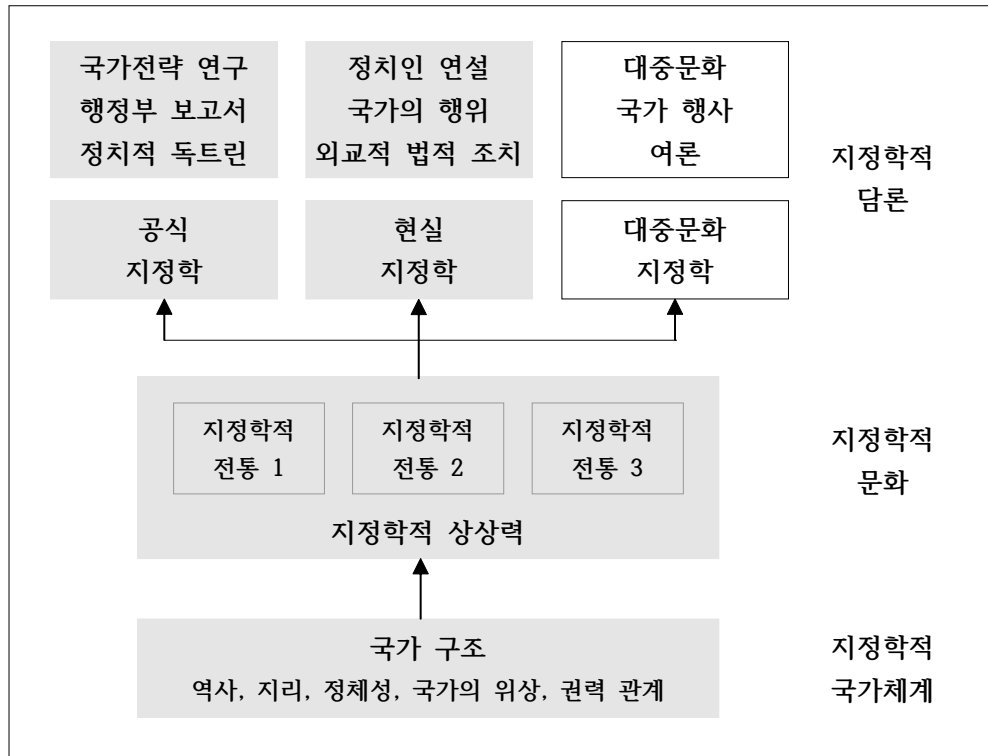 국가전략 연구
행정부 보고서
정치적 독트린
정치인 연설
국가의 행위
외교적 법적 조치
대중문화
국가 행사
여론
지정학적
담론
공식
지정학
현실
지정학
대중문화
지정학
지정학적
전통 1
지정학적
전통 2
지정학적
전통 3
지정학적 상상력
지정학적
문화
국가 구조
역사, 지리, 정체성, 국가의 위상, 권력 관계
지정학적
국가체계